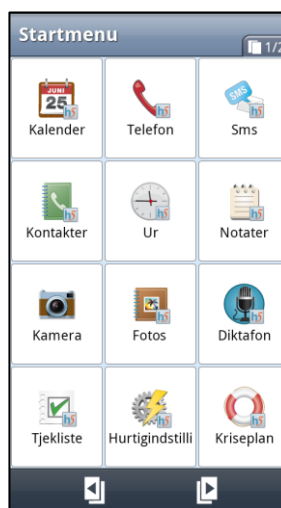 Startmenu
1/2
JUNI
25
Kalender
Telefon
SMS
Sms
Kontakter
Ur
Notater
Kamera
Fotos
Diktafon
Tjekliste
Hurtigindstilli
Kriseplan